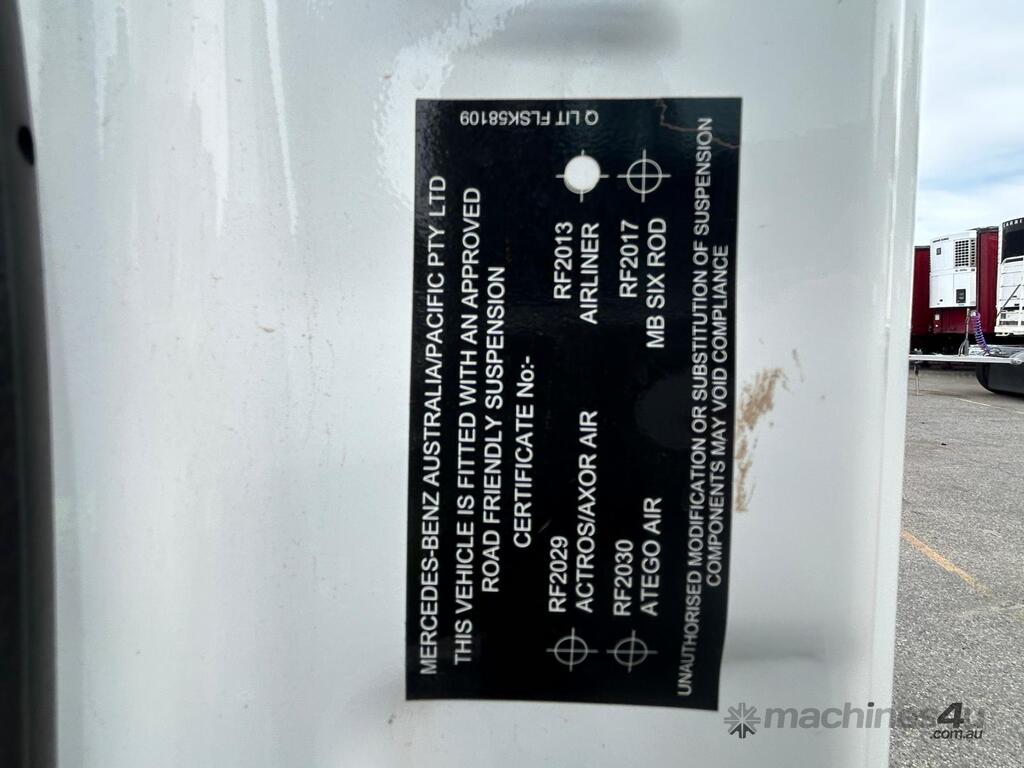 MERCEDES-BENZ AUSTRALIA/PACIFIC PTY LTD
THIS VEHICLE IS FITTED WITH AN APPROVED
ROAD FRIENDLY SUSPENSION
CERTIFICATE No:-
RF2029
ACTROS/AXOR AIR
RF2013
AIRLINER
RF2030
ATEGO AIR
RF2017
MB SIX ROD
UNAUTHORISED MODIFICATION OR SUBSTITUTION OF SUSPENSION
COMPONENTS MAY VOID COMPLIANCE
Q LIT FLSK58109
machines4u
.com.au